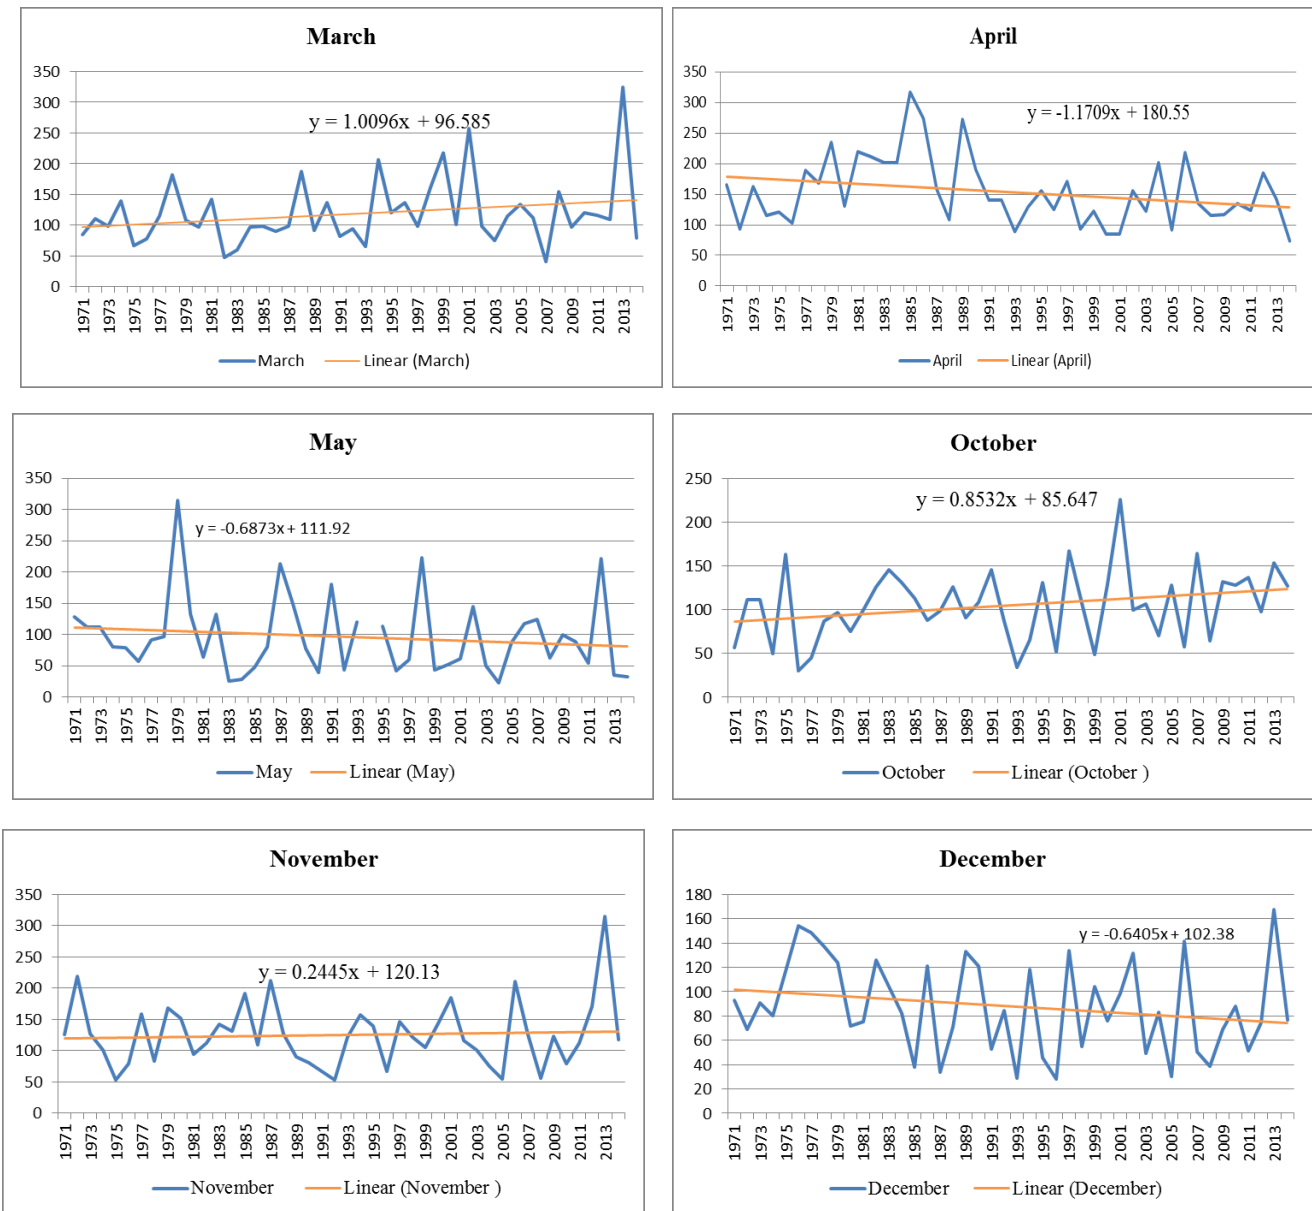 March
350
300
250
200
150
100
50
0
y = 1.0096x + 96.585
1971 1973 1975 1977 1979 1981 1983 1985 1987 1989 1991 1993 1995 1997 1999 2001 2003 2005 2007 2009 2011 2013
March Linear (March)
April
350
300
250
200
150
100
50
0
y = -1.1709x + 180.55
1971 1973 1975 1977 1979 1981 1983 1985 1987 1989 1991 1993 1995 1997 1999 2001 2003 2005 2007 2009 2011 2013
April Linear (April)
May
350
300
250
200
150
100
50
0
y = -0.6873x + 111.92
1971 1973 1975 1977 1979 1981 1983 1985 1987 1989 1991 1993 1995 1997 1999 2001 2003 2005 2007 2009 2011 2013
May Linear (May)
October
250
200
150
100
50
0
y = 0.8532x + 85.647
1971 1973 1975 1977 1979 1981 1983 1985 1987 1989 1991 1993 1995 1997 1999 2001 2003 2005 2007 2009 2011 2013
October Linear (October )
November
350
300
250
200
150
100
50
0
y = 0.2445x + 120.13
1971 1973 1975 1977 1979 1981 1983 1985 1987 1989 1991 1993 1995 1997 1999 2001 2003 2005 2007 2009 2011 2013
November Linear (November )
December
180
160
140
120
100
80
60
40
20
0
y = -0.6405x + 102.38
1971 1973 1975 1977 1979 1981 1983 1985 1987 1989 1991 1993 1995 1997 1999 2001 2003 2005 2007 2009 2011 2013
December Linear (December)